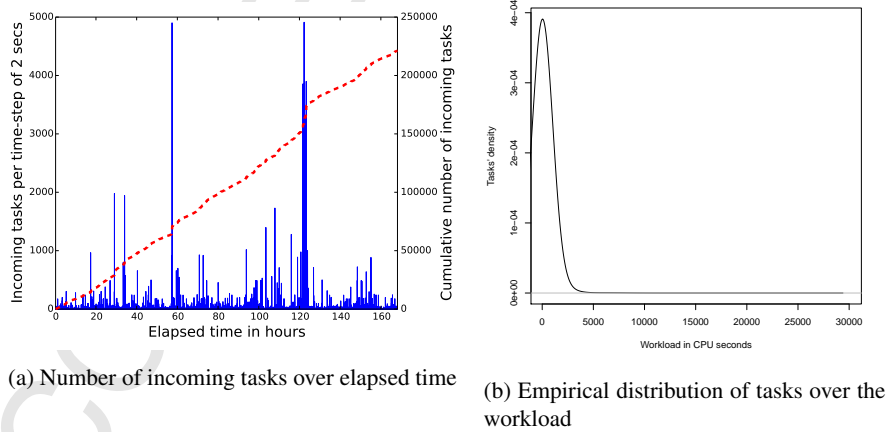 5000
4000
3000
2000
1000
0
Incoming tasks per time-step of 2 secs
0 20 40 60 80 100 120 140 160
Elapsed time in hours
250000
200000
150000
100000
50000
0
Cumulative number of incoming tasks
(a) Number of incoming tasks over elapsed time
4e-04
3e-04
2e-04
1e-04
0e+00
Tasks' density
0 5000 10000 15000 20000 25000 30000
Workload in CPU seconds
(b) Empirical distribution of tasks over the
workload